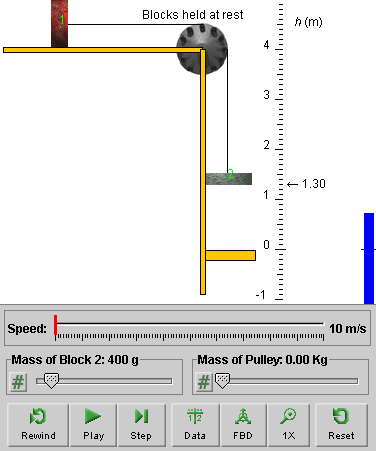 Blocks held at rest
1
h (m)
4
3
2
← 1.30
1
0
-1
Speed: 10 m/s
Mass of Block 2: 400 g Mass of Pulley: 0.00 Kg
# #
Rewind Play Step Data FBD 1X Reset